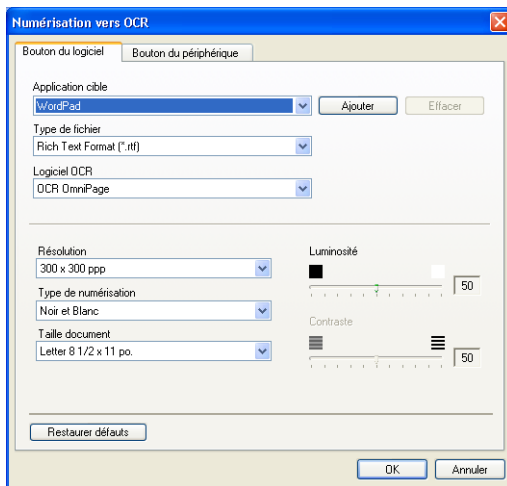 Numérisation vers OCR
Bouton du logiciel
Bouton du périphérique
Application cible
WordPad
Ajouter
Effacer
Type de fichier
Rich Text Format (*.rtf)
Logiciel OCR
OCR OmniPage
Résolution
300 x 300 ppp
Type de numérisation
Noir et Blanc
Taille document
Letter 8 1/2 x 11 po.
Luminosité
50
Contraste
50
Restaurer défauts
OK
Annuler